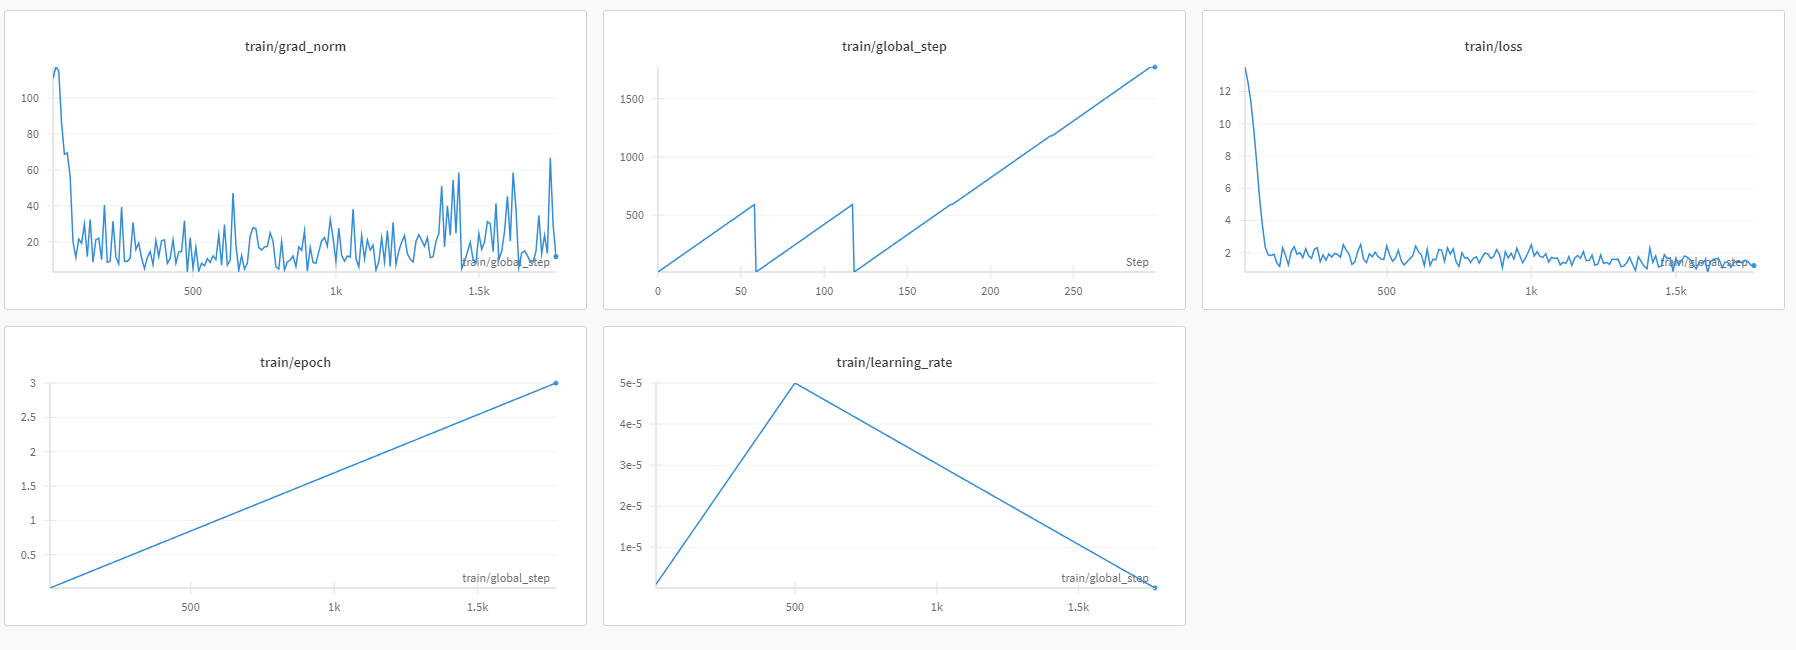 train/grad_norm
100
80
60
40
20
train/global_step
500
1k
1.5k
train/global_step
1500
1000
500
Step
0
50
100
150
200
250
train/loss
12
10
8
6
4
2
train/global_step
500
1k
1.5k
train/epoch
3
2.5
2
1.5
1
0.5
train/global_step
500
1k
1.5k
train/learning_rate
5e-5
4e-5
3e-5
2e-5
1e-5
train/global_step
500
1k
1.5k